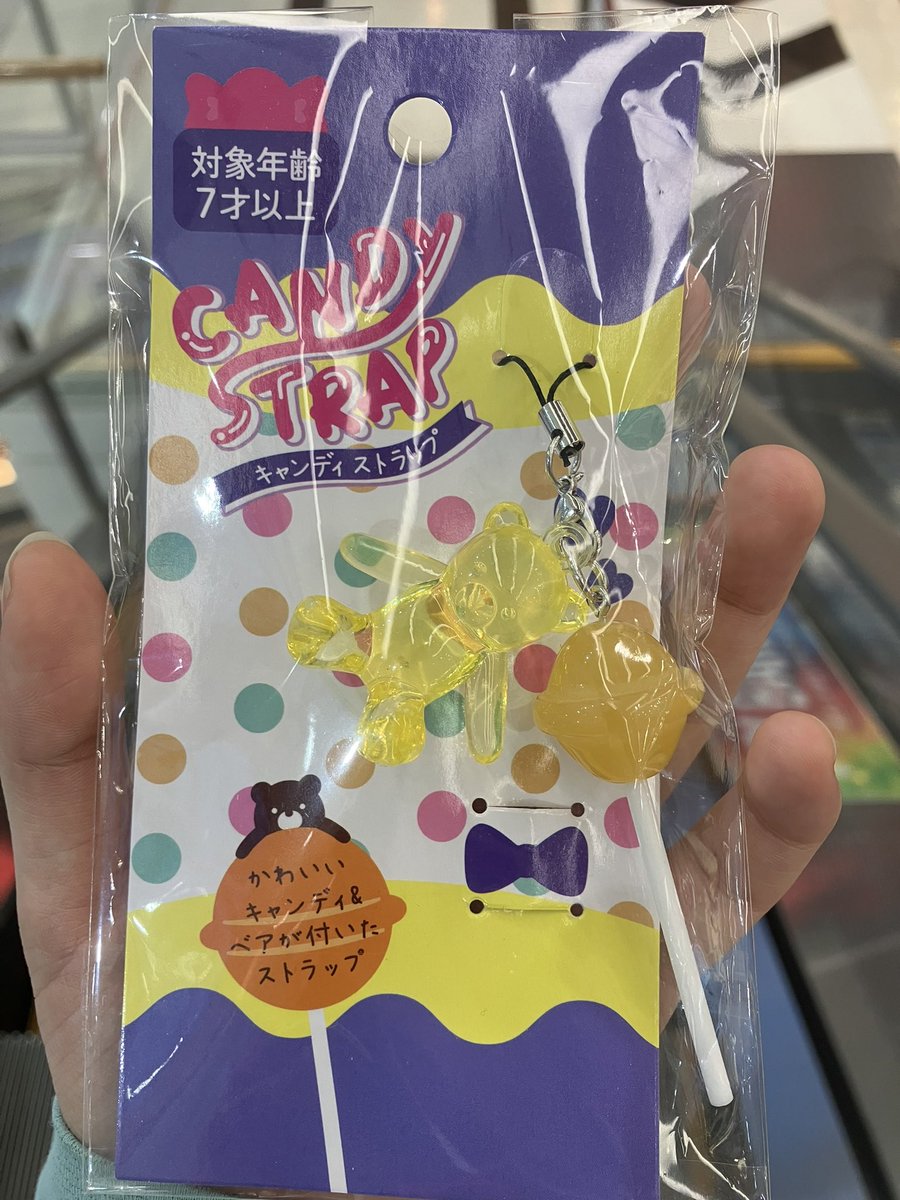 対象年齢
7才以上
CANDY
STRAP
キャンディストラップ
かわいい
キャンディ&
ベアが付いた
ストラップ